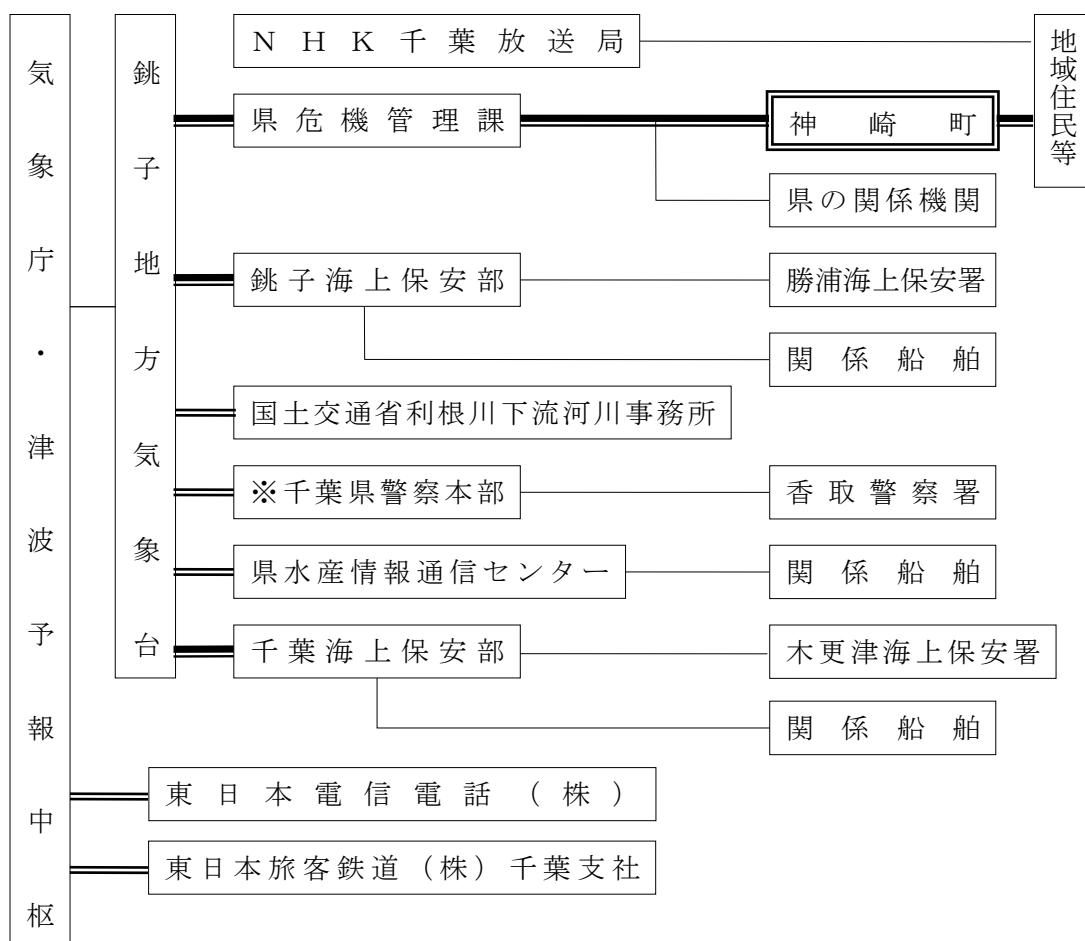 気象庁・津波予報中枢
銚子地方気象台
NHK千葉放送局
地域住民等
県危機管理課
神崎町
県の関係機関
銚子海上保安部
勝浦海上保安署
関係船舶
国土交通省利根川下流河川事務所
※千葉県警察本部
香取警察署
県水産情報通信センター
関係船舶
千葉海上保安部
木更津海上保安署
関係船舶
東日本電信電話(株)
東日本旅客鉄道(株)千葉支社